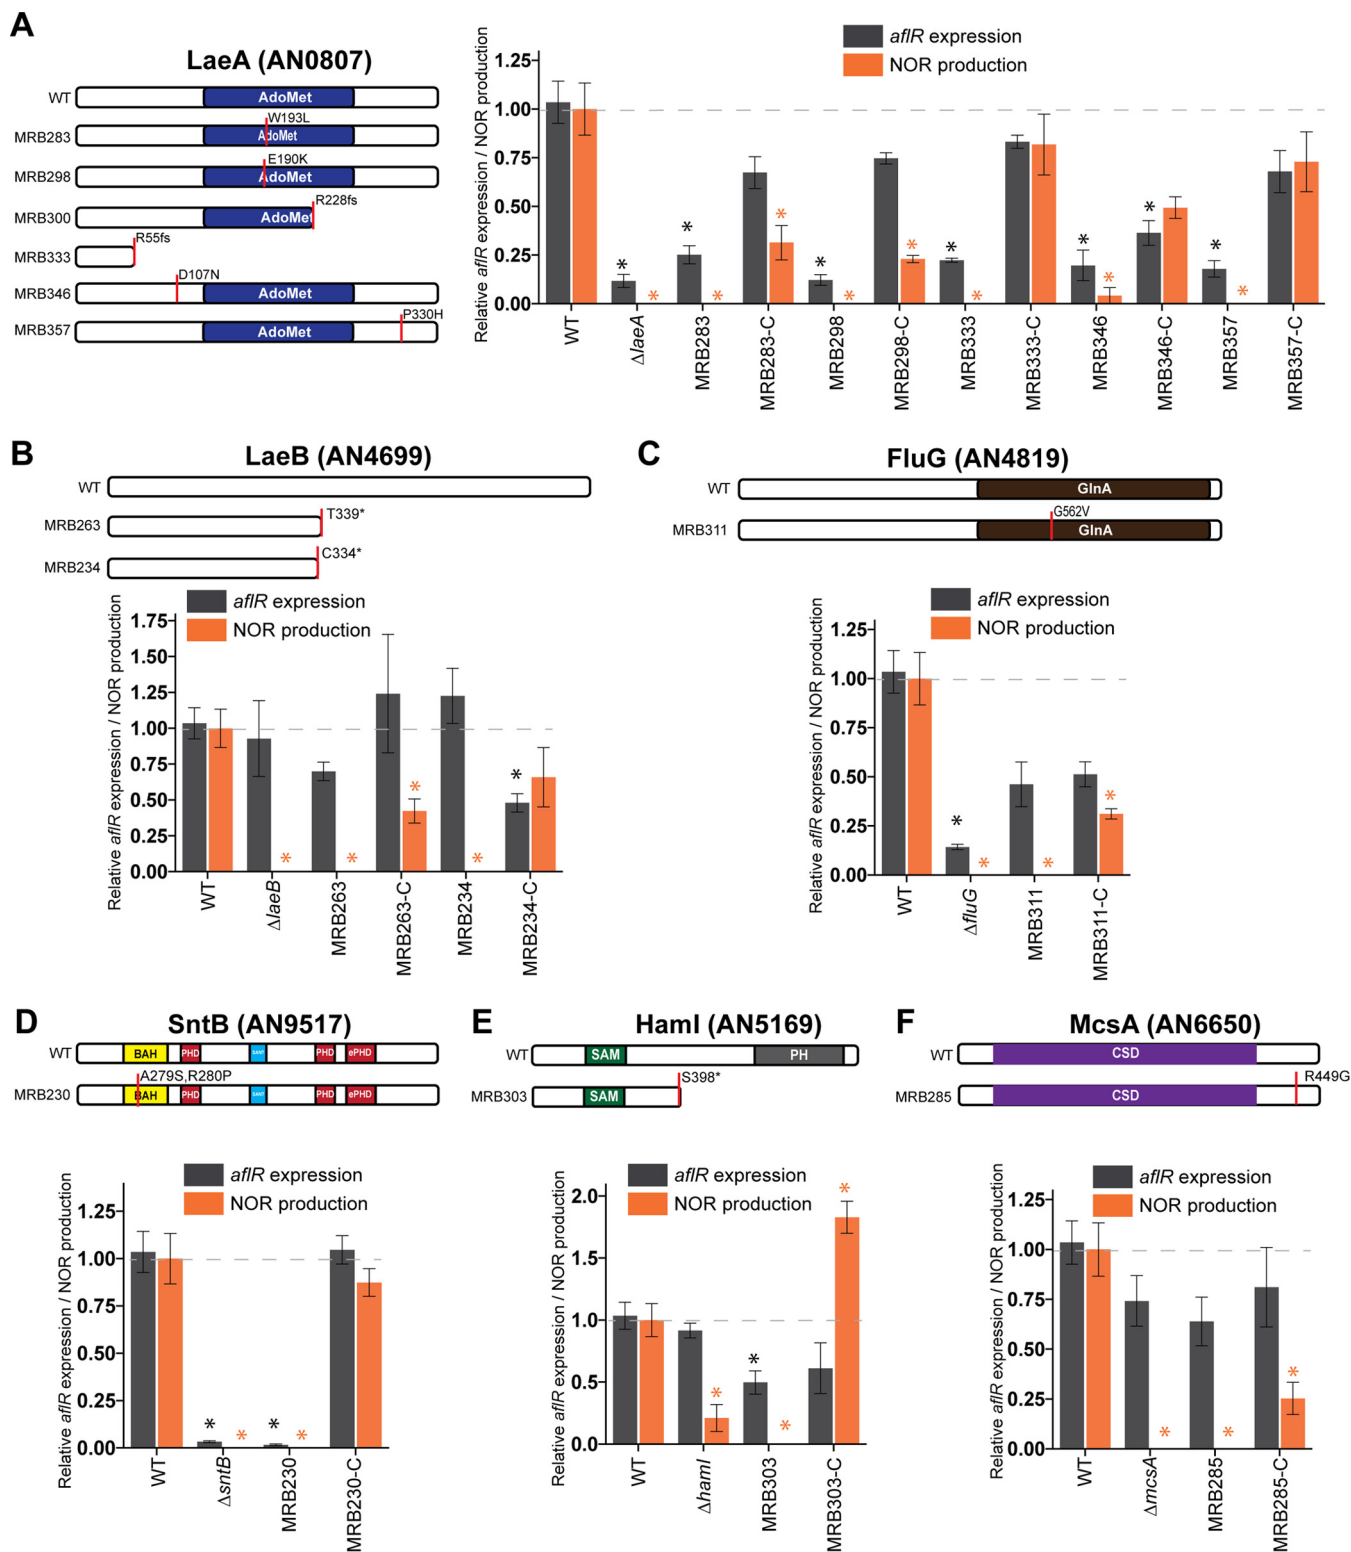 A
LaeA (AN0807)
WT
AdoMet
W193L
MRB283
AdoMet
E190K
MRB298
AdoMet
R228fs
MRB300
AdoMet
R55fs
MRB333
D107N
MRB346
AdoMet
P330H
MRB357
AdoMet
aflR expression
NOR production
Relative aflR expression / NOR production
1.25
1.00
0.75
0.50
0.25
0.00
* * * * * * * * * * * * * *
WT
ΔlaeA
MRB283
MRB283-C
MRB298
MRB298-C
MRB333
MRB333-C
MRB346
MRB346-C
MRB357
MRB357-C
B
LaeB (AN4699)
WT
T339*
MRB263
C334*
MRB234
aflR expression
NOR production
Relative aflR expression / NOR production
1.75
1.50
1.25
1.00
0.75
0.50
0.25
0.00
* * * * *
WT
ΔlaeB
MRB263
MRB263-C
MRB234
MRB234-C
C
FluG (AN4819)
WT
GlnA
G562V
MRB311
GlnA
aflR expression
NOR production
Relative aflR expression / NOR production
1.25
1.00
0.75
0.50
0.25
0.00
* * * *
WT
ΔfluG
MRB311
MRB311-C
D
SntB (AN9517)
WT
BAH PHD SANT PHD ePHD
A279S,R280P
MRB230
BAH PHD SANT PHD ePHD
aflR expression
NOR production
Relative aflR expression / NOR production
1.25
1.00
0.75
0.50
0.25
0.00
* * * *
WT
ΔsntB
MRB230
MRB230-C
E
HamI (AN5169)
WT
SAM PH
S398*
MRB303
SAM
aflR expression
NOR production
Relative aflR expression / NOR production
2.0
1.5
1.0
0.5
0.0
* * * *
WT
ΔhamI
MRB303
MRB303-C
F
McsA (AN6650)
WT
CSD
R449G
MRB285
CSD
aflR expression
NOR production
Relative aflR expression / NOR production
1.25
1.00
0.75
0.50
0.25
0.00
* * *
WT
ΔmcsA
MRB285
MRB285-C